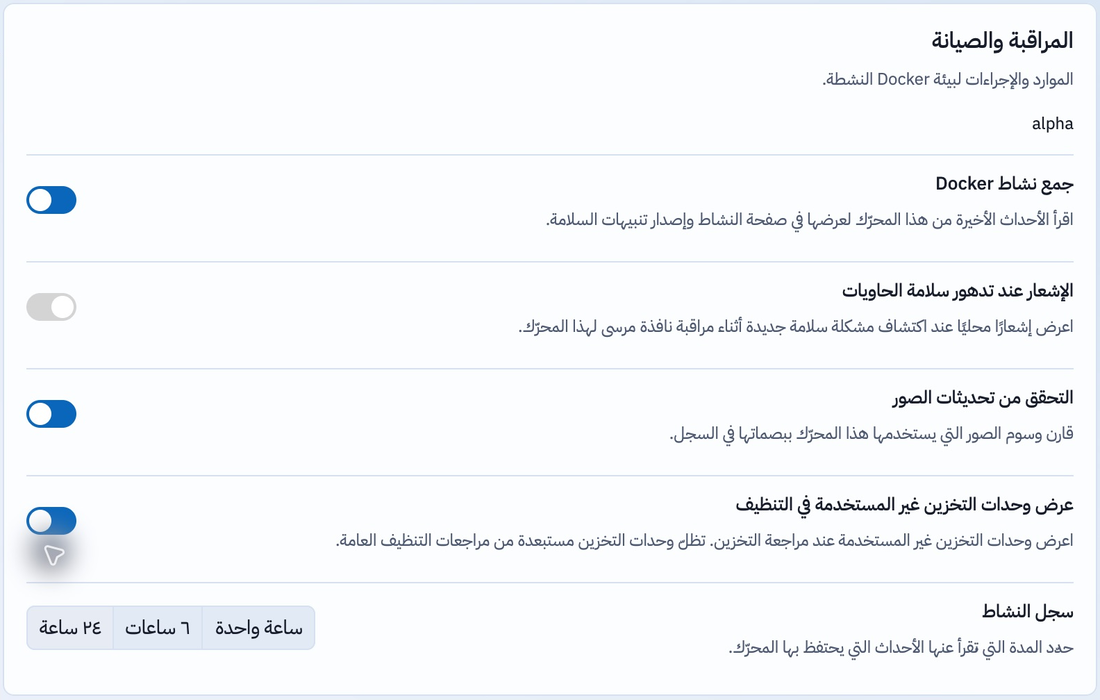 المراقبة والصيانة
الموارد والإجراءات لبيئة Docker النشطة.
alpha
جمع نشاط Docker
اقرأ الأحداث الأخيرة من هذا المحرّك لعرضها في صفحة النشاط وإصدار تنبيهات السلامة.
الإشعار عند تدهور سلامة الحاويات
اعرض إشعارًا محليًا عند اكتشاف مشكلة سلامة جديدة أثناء مراقبة نافذة مرسى لهذا المحرّك.
التحقق من تحديثات الصور
قارن وسوم الصور التي يستخدمها هذا المحرّك ببصماتها في السجل.
عرض وحدات التخزين غير المستخدمة في التنظيف
اعرض وحدات التخزين غير المستخدمة عند مراجعة التخزين. تظلّ وحدات التخزين مستبعدة من مراجعات التنظيف العامة.
سجل النشاط
ساعة واحدة ٦ ساعات ٢٤ ساعة
حدد المدة التي تقرأ عنها الأحداث التي يحتفظ بها المحرّك.